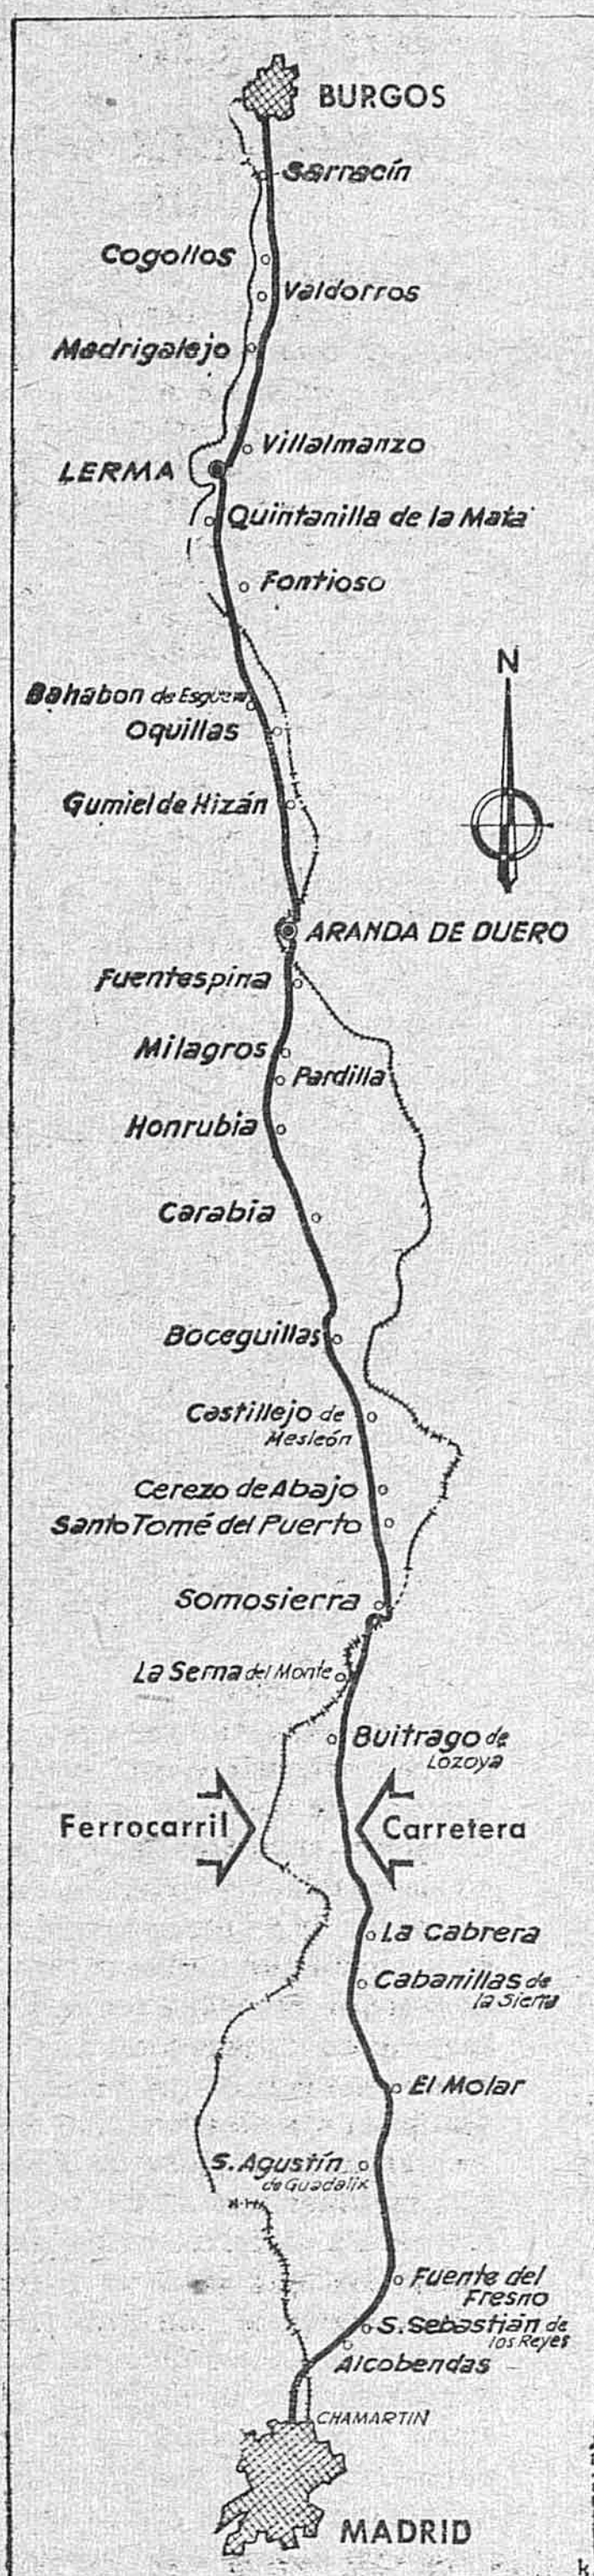 BURGOS
Sarracín
Cogollos
Valdorros
Madrigalejo
Villalmanzo
LERMA
Quintanilla de la Mata
Fontioso
N
Bahabon de Esgueva
Oquillas
Gumiel de Hizán
ARANDA DE DUERO
Fuentespina
Milagros
Pardilla
Honrubia
Carabia
Boceguillas
Castillejo de
Mesleón
Cerezo de Abajo
Santo Tomé del Puerto
Somosierra
La Serna del Monte
Buitrago de
Lozoya
Ferrocarril
Carretera
La Cabrera
Cabanillas de
la Sierra
El Molar
S. Agustín
de Guadalix
Fuente del
Fresno
S. Sebastián de
los Reyes
Alcobendas
CHAMARTIN
MADRID